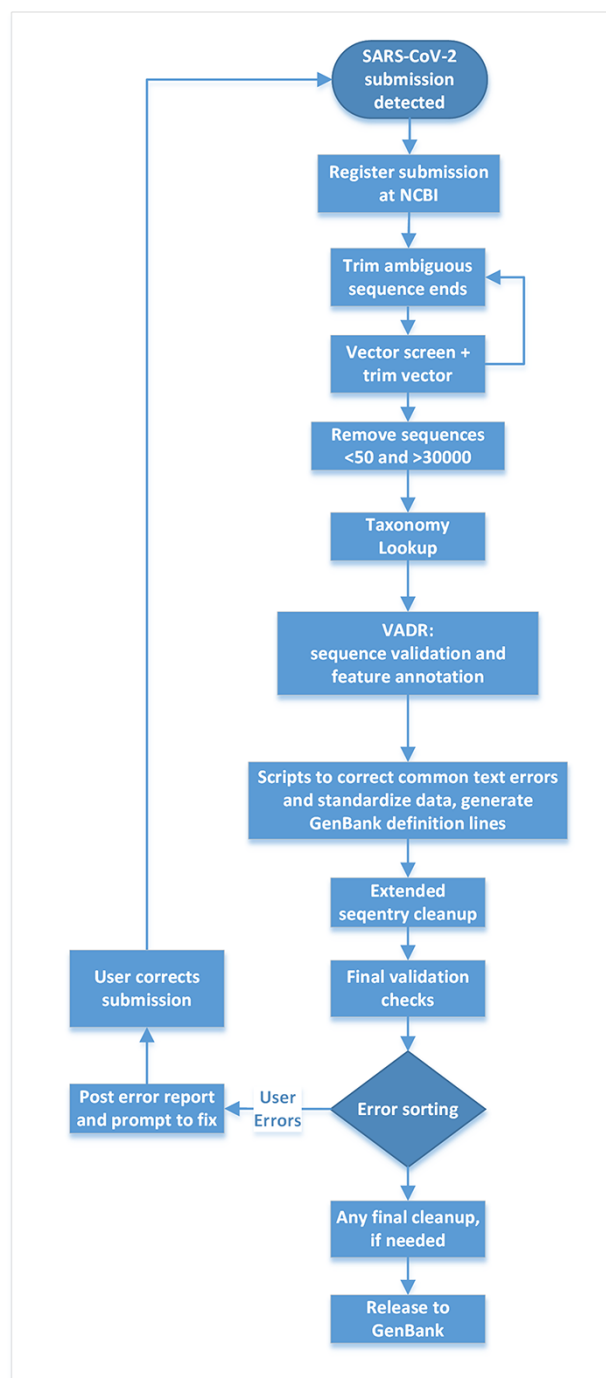 SARS-CoV-2
submission
detected
Register submission
at NCBI
Trim ambiguous
sequence ends
Vector screen +
trim vector
Remove sequences
<50 and >30000
Taxonomy
Lookup
VADR:
sequence validation and
feature annotation
Scripts to correct common text errors
and standardize data, generate
GenBank definition lines
Extended
seqentry cleanup
Final validation
checks
Error sorting
User
Errors
Post error report
and prompt to fix
User corrects
submission
Any final cleanup,
if needed
Release to
GenBank